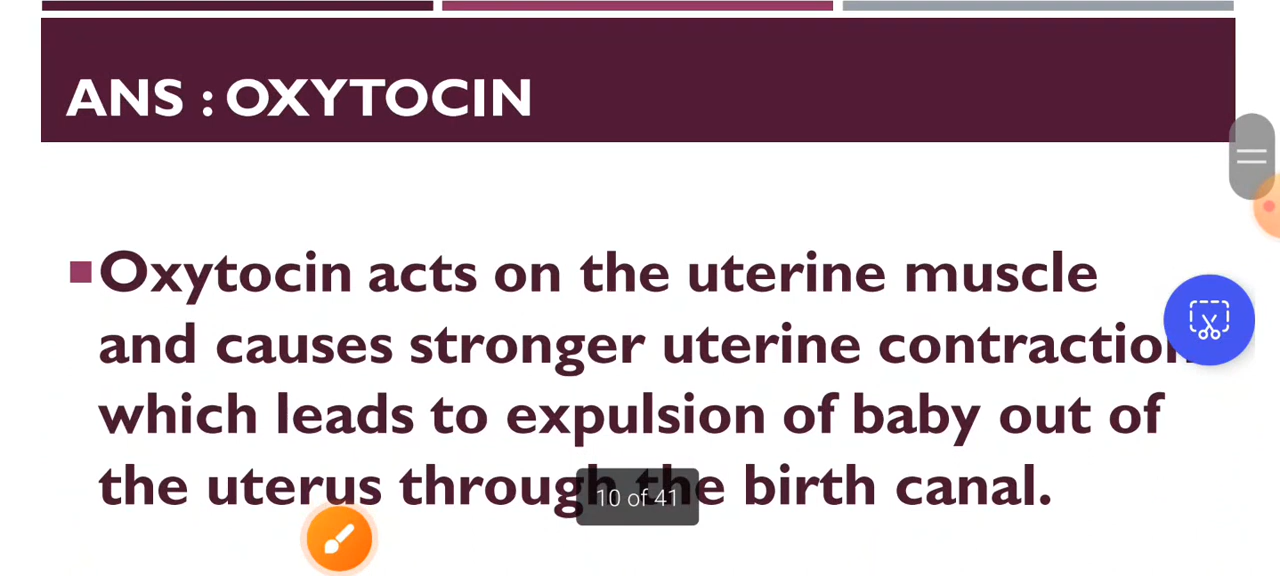 ANS : OXYTOCIN
Oxytocin acts on the uterine muscle
and causes stronger uterine contraction
which leads to expulsion of baby out of
the uterus through the birth canal.
10 of 41